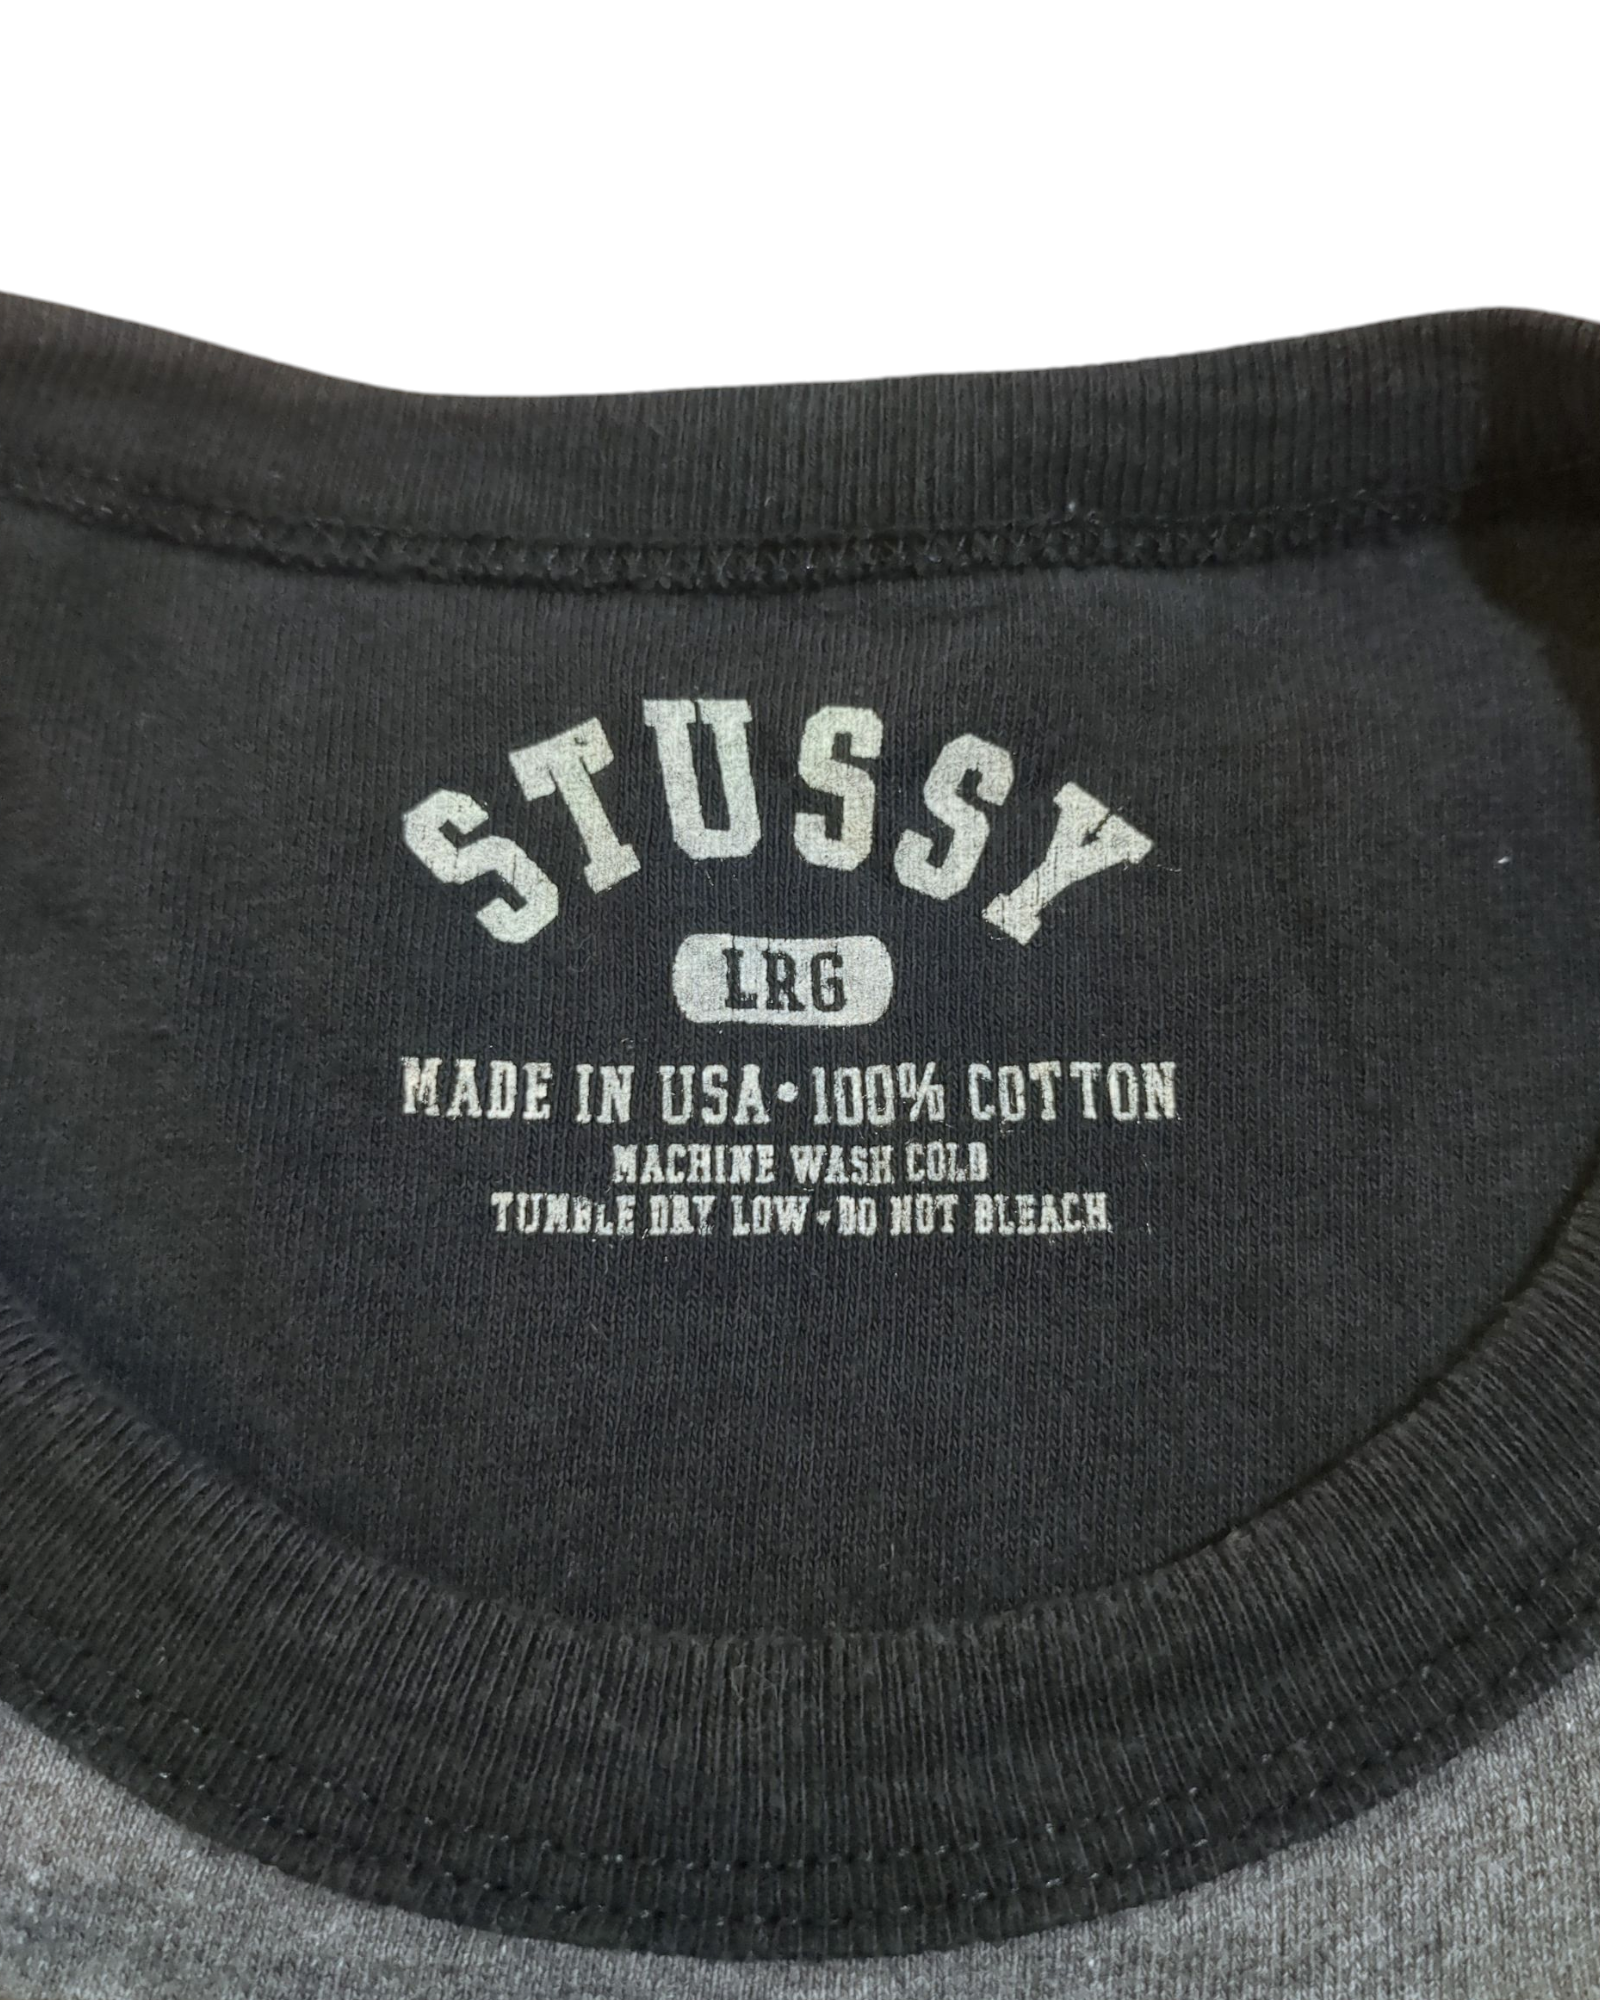 STUSSY
LRG
MADE IN USA • 100% COTTON
MACHINE WASH COLD
TUMBLE DRY LOW • DO NOT BLEACH